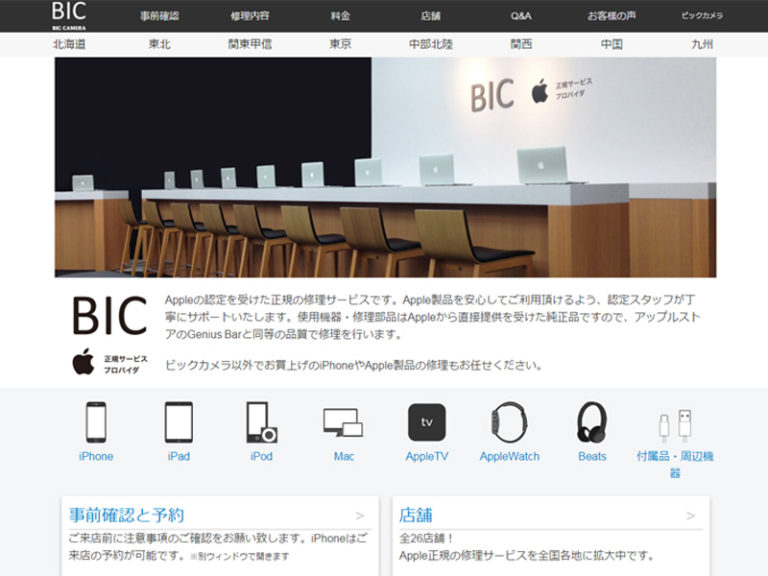 BIC
BIC CAMERA
事前確認 修理内容 料金 店舗 Q&A お客様の声 ビックカメラ
北海道 東北 関東甲信 東京 中部北陸 関西 中国 九州
BIC 正規サービス
プロバイダ
BIC
正規サービス
プロバイダ
Appleの認定を受けた正規の修理サービスです。Apple製品を安心してご利用頂けるよう、認定スタッフが丁
寧にサポートいたします。使用機器・修理部品はAppleから直接提供を受けた純正品ですので、アップルスト
アのGenius Barと同等の品質で修理を行います。
ビックカメラ以外でお買上げのiPhoneやApple製品の修理もお任せください。
tv
iPhone iPad iPod Mac AppleTV AppleWatch Beats 付属品・周辺機
器
事前確認と予約 >
ご来店前に注意事項のご確認をお願い致します。iPhoneはご
来店の予約が可能です。※別ウィンドウで開きます
店舗 >
全26店舗！
Apple正規の修理サービスを全国各地に拡大中です。